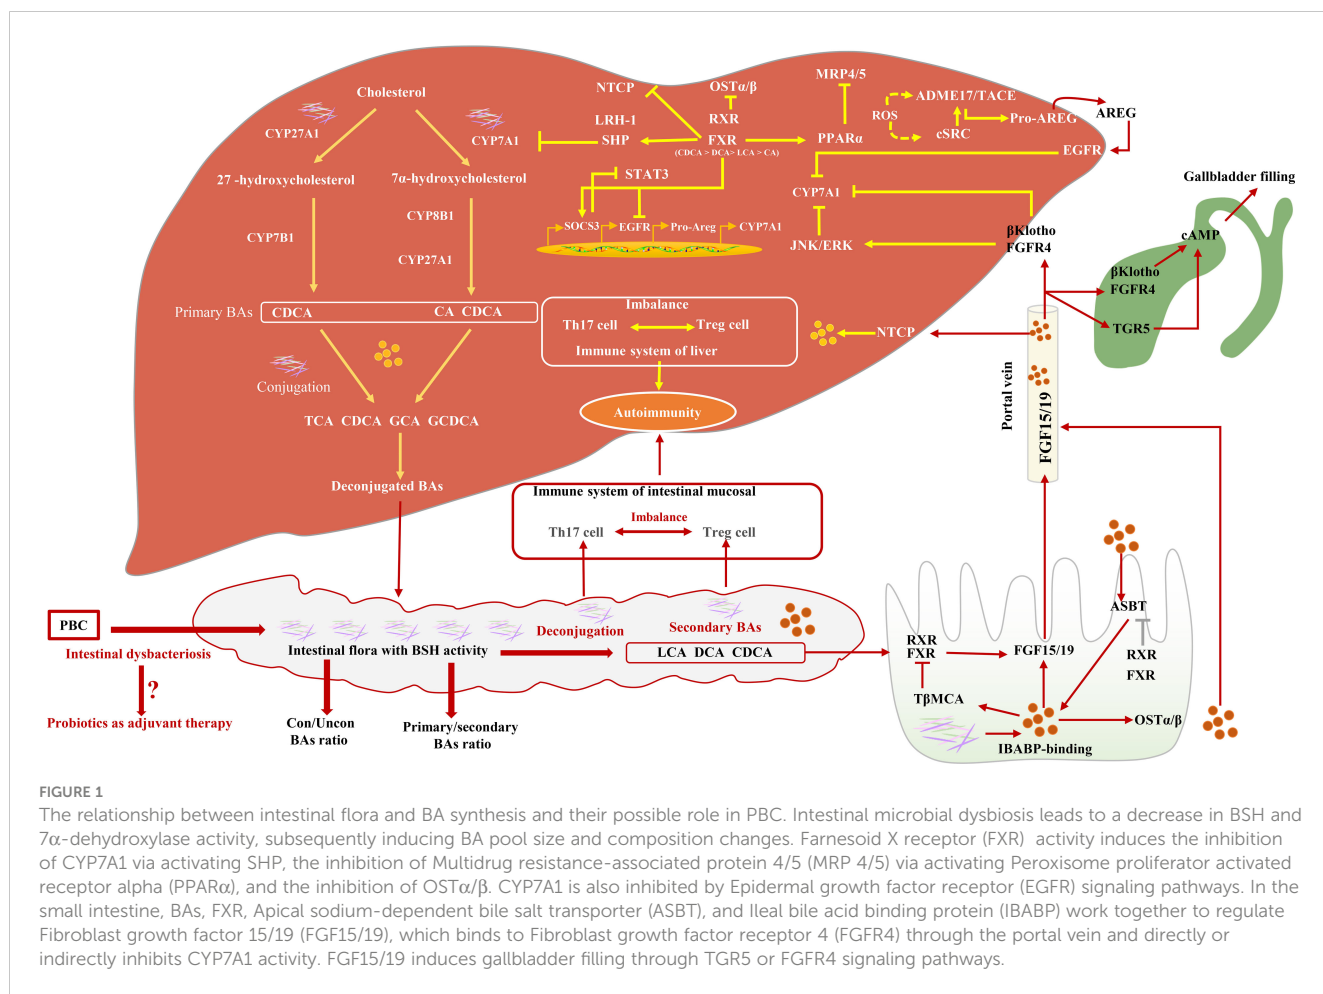 Cholesterol
CYP27A1
CYP7A1
27 -hydroxycholesterol
7α-hydroxycholesterol
CYP7B1
CYP8B1
CYP27A1
Primary BAs
CDCA
CA CDCA
Conjugation
TCA CDCA GCA GCDCA
Deconjugated BAs
NTCP
OSTα/β
MRP4/5
LRH-1
SHP
RXR
FXR
(CDCA > DCA> LCA > CA)
PPARα
ROS
ADME17/TACE
cSRC
Pro-AREG
AREG
EGFR
STAT3
CYP7A1
SOCS3
EGFR
Pro-Areg
CYP7A1
JNK/ERK
βKlotho
FGFR4
Gallbladder filling
cAMP
βKlotho
FGFR4
TGR5
Imbalance
Th17 cell
Treg cell
Immune system of liver
NTCP
Autoimmunity
Portal vein
FGF15/19
Immune system of intestinal mucosal
Imbalance
Th17 cell
Treg cell
PBC
Intestinal dysbacteriosis
?
Probiotics as adjuvant therapy
Intestinal flora with BSH activity
Deconjugation
Secondary BAs
LCA DCA CDCA
Con/Uncon
BAs ratio
Primary/secondary
BAs ratio
RXR
FXR
FGF15/19
ASBT
RXR
FXR
TβMCA
OSTα/β
IBABP-binding
FIGURE 1
The relationship between intestinal flora and BA synthesis and their possible role in PBC. Intestinal microbial dysbiosis leads to a decrease in BSH and
7α-dehydroxylase activity, subsequently inducing BA pool size and composition changes. Farnesoid X receptor (FXR) activity induces the inhibition
of CYP7A1 via activating SHP, the inhibition of Multidrug resistance-associated protein 4/5 (MRP 4/5) via activating Peroxisome proliferator activated
receptor alpha (PPARα), and the inhibition of OSTα/β. CYP7A1 is also inhibited by Epidermal growth factor receptor (EGFR) signaling pathways. In the
small intestine, BAs, FXR, Apical sodium-dependent bile salt transporter (ASBT), and Ileal bile acid binding protein (IBABP) work together to regulate
Fibroblast growth factor 15/19 (FGF15/19), which binds to Fibroblast growth factor receptor 4 (FGFR4) through the portal vein and directly or
indirectly inhibits CYP7A1 activity. FGF15/19 induces gallbladder filling through TGR5 or FGFR4 signaling pathways.